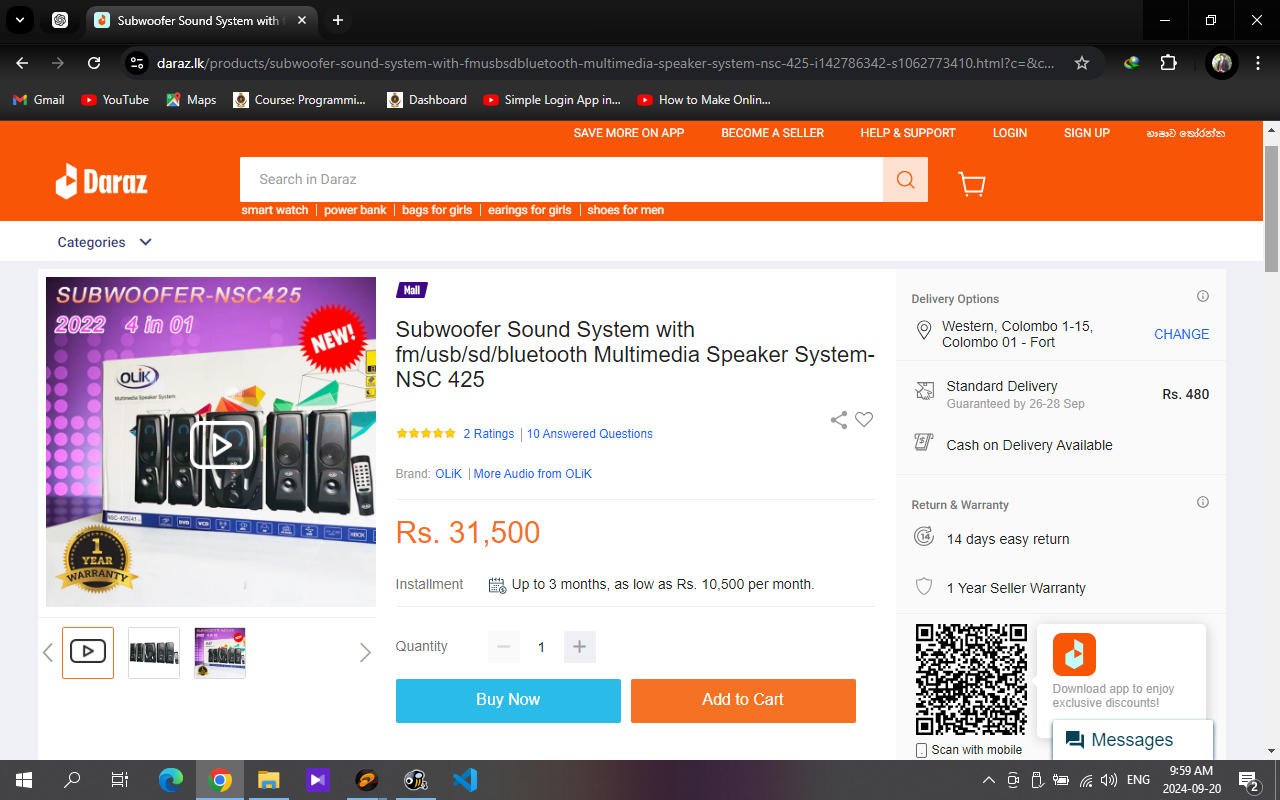 Subwoofer Sound System with
daraz.lk/products/subwoofer-sound-system-with-fmusbsdbluetooth-multimedia-speaker-system-nsc-425-i142786342-s1062773410.html?c=&c...
Gmail
YouTube
Maps
Course: Programmi...
Dashboard
Simple Login App in...
How to Make Onlin...
SAVE MORE ON APP
BECOME A SELLER
HELP & SUPPORT
LOGIN
SIGN UP
භාෂාව තෝරන්න
Daraz
Search in Daraz
smart watch
power bank
bags for girls
earings for girls
shoes for men
Categories
SUBWOOFER-NSC425
2022 4 in 01
NEW!
OLiK
Multimedia Speaker System
NSC-425(4.1)
DVD
VCD
XBOX
1
YEAR
WARRANTY
Mall
Subwoofer Sound System with
fm/usb/sd/bluetooth Multimedia Speaker System-
NSC 425
2 Ratings
10 Answered Questions
Brand: OLiK | More Audio from OLiK
Rs. 31,500
Installment
Up to 3 months, as low as Rs. 10,500 per month.
Quantity
1
Buy Now
Add to Cart
Delivery Options
Western, Colombo 1-15,
Colombo 01 - Fort
CHANGE
Standard Delivery
Guaranteed by 26-28 Sep
Rs. 480
Cash on Delivery Available
Return & Warranty
14
14 days easy return
1 Year Seller Warranty
Download app to enjoy
exclusive discounts!
Scan with mobile
Messages
ENG
9:59 AM
2024-09-20
2